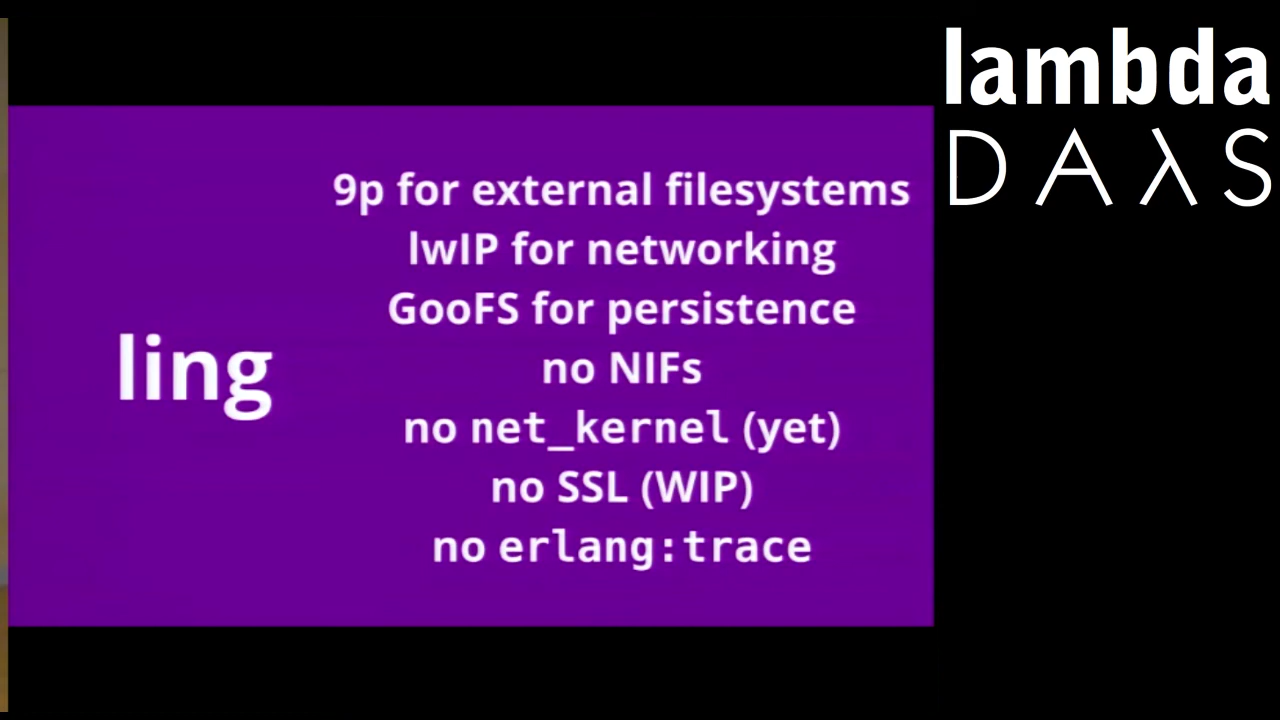 lambda
DAλS
ling
9p for external filesystems
lwIP for networking
GooFS for persistence
no NIFs
no net_kernel (yet)
no SSL (WIP)
no erlang:trace